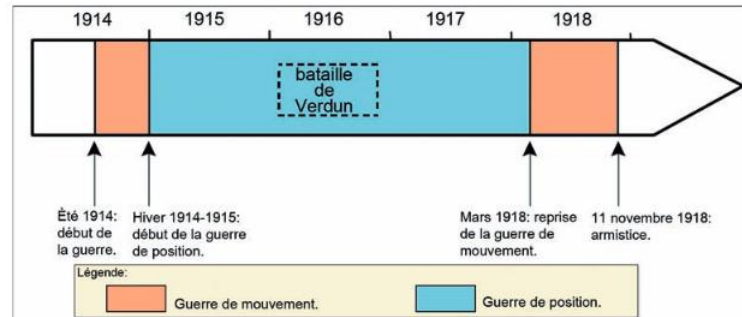 1914 1915 1916 1917 1918
bataille
de
Verdun
Été 1914:
début de
la guerre.
Hiver 1914-1915:
début de la guerre
de position.
Mars 1918: reprise
de la guerre de
mouvement.
11 novembre 1918:
armistice.
Légende:
Guerre de mouvement.
Guerre de position.